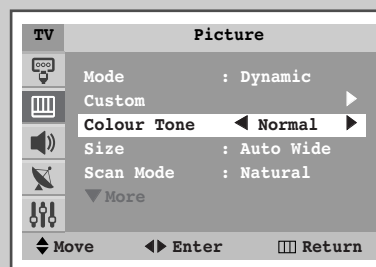 TV Picture
Mode : Dynamic
Custom
Colour Tone Normal
Size : Auto Wide
Scan Mode : Natural
More
Move Enter Return